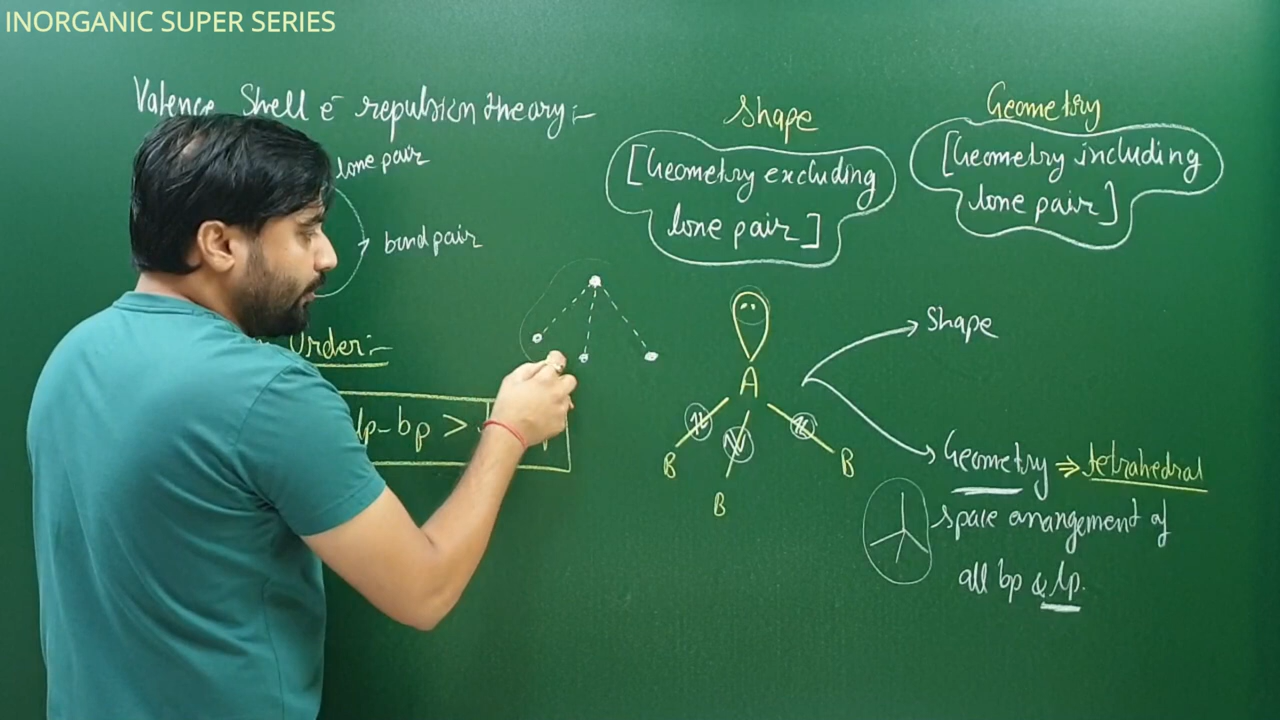 INORGANIC SUPER SERIES
Valence Shell e⁻ repulsion theory:-
lone pair
bond pair
Order:-
lp-bp >
Shape
[Geometry excluding
lone pair]
Geometry
[Geometry including
lone pair]
A
B
B
B
Shape
Geometry ⇒ tetrahedral
space arrangement of
all bp & lp.